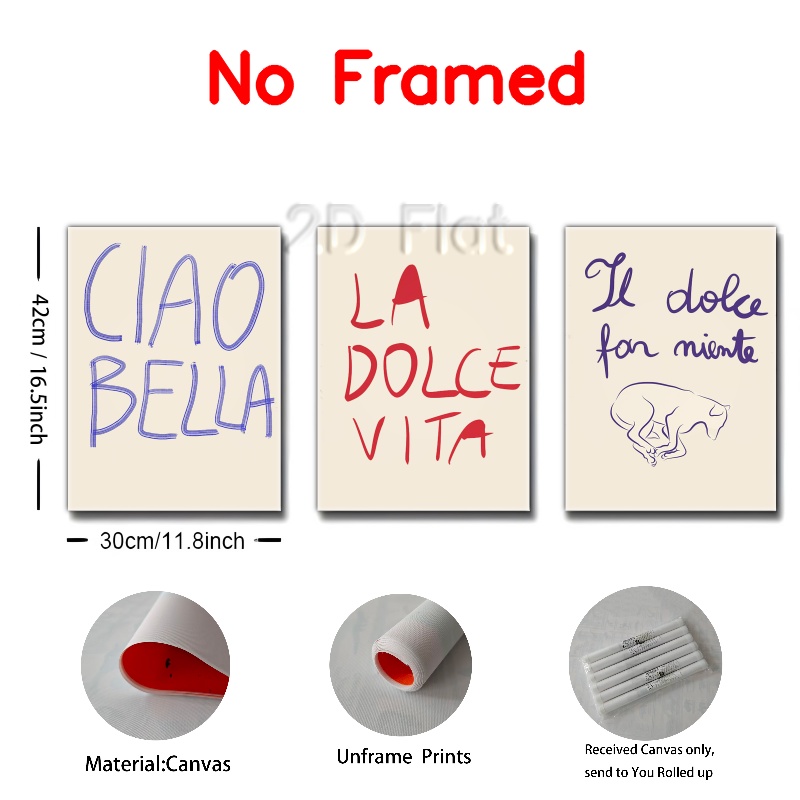 No Framed
2.D Flat
CIAO
BELLA
LA
DOLCE
VITA
Il dolce
far niente
42cm / 16.5inch
30cm/11.8inch
Material:Canvas
Unframe Prints
Received Canvas only,
send to You Rolled up